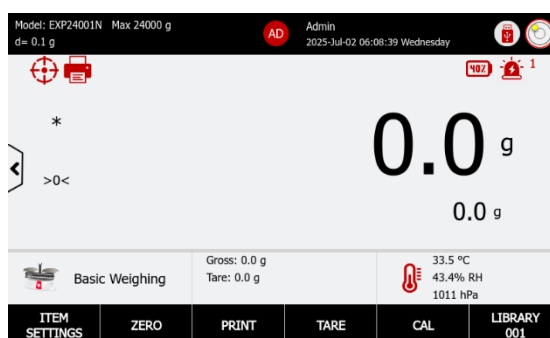 Model: EXP24001N Max 24000 g
d= 0.1 g
AD
Admin
2025-Jul-02 06:08:39 Wednesday
40%
1
*
0.0 g
>0<
0.0 g
Basic Weighing
Gross: 0.0 g
Tare: 0.0 g
33.5 °C
43.4% RH
1011 hPa
ITEM
SETTINGS
ZERO
PRINT
TARE
CAL
LIBRARY
001